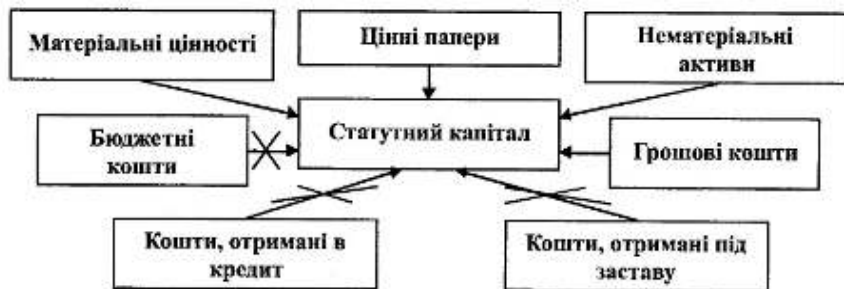 Матеріальні цінності
Цінні папери
Нематеріальні
активи
Бюджетні
кошти
Статутний капітал
Грошові кошти
Кошти, отримані в
кредит
Кошти, отримані під
заставу